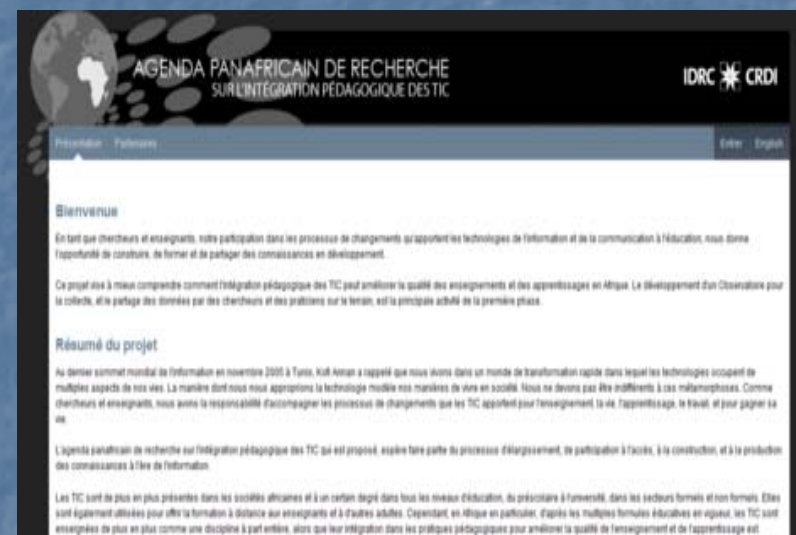 AGENDA PANAFRICAIN DE RECHERCHE
SUR L'INTÉGRATION PÉDAGOGIQUE DES TIC
IDRC CRDI
Présentation Partenaires
Entrer English
Bienvenue
En tant que chercheurs et enseignants, notre participation dans les processus de changements qu'apportent les technologies de l'information et de la communication à l'éducation, nous donne
l'opportunité de construire, de former et de partager des connaissances en développement.
Ce projet vise à mieux comprendre comment l'intégration pédagogique des TIC peut améliorer la qualité des enseignements et des apprentissages en Afrique. Le développement d'un Observatoire pour
la collecte, et le partage des données par des chercheurs et des praticiens sur le terrain, est la principale activité de la première phase.
Résumé du projet
Au dernier sommet mondial de l'information en novembre 2005 à Tunis, Kofi Annan a rappelé que nous vivons dans un monde de transformation rapide dans lequel les technologies occupent de
multiples aspects de nos vies. La manière dont nous nous approprions la technologie modèle nos manières de vivre en société. Nous ne devons pas être indifférents à ces métamorphoses. Comme
chercheurs et enseignants, nous avons la responsabilité d'accompagner les processus de changements que les TIC apportent pour l'enseignement, la vie, l'apprentissage, le travail, et pour gagner sa
vie.
L'agenda panafricain de recherche sur l'intégration pédagogique des TIC qui est proposé, espère faire partie du processus d'élargissement, de participation à l'accès, à la construction, et à la production
des connaissances à l'ère de l'information.
Les TIC sont de plus en plus présentes dans les sociétés africaines et à un certain degré dans tous les niveaux d'éducation, du préscolaire à l'université, dans les secteurs formels et non formels. Elles
sont également utilisées pour offrir la formation à distance aux enseignants et à d'autres adultes. Cependant, en Afrique en particulier, d'après les multiples formules éducatives en vigueur, les TIC sont
enseignées de plus en plus comme une discipline à part entière, alors que leur intégration dans les pratiques pédagogiques pour améliorer la qualité de l'enseignement et de l'apprentissage est